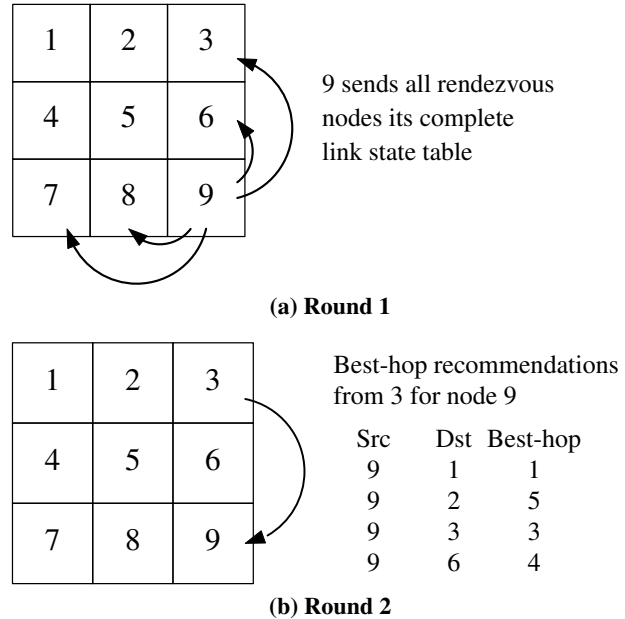 1 2 3
4 5 6
7 8 9
9 sends all rendezvous
nodes its complete
link state table
(a) Round 1
1 2 3
4 5 6
7 8 9
Best-hop recommendations
from 3 for node 9
Src Dst Best-hop
9 1 1
9 2 5
9 3 3
9 6 4
(b) Round 2